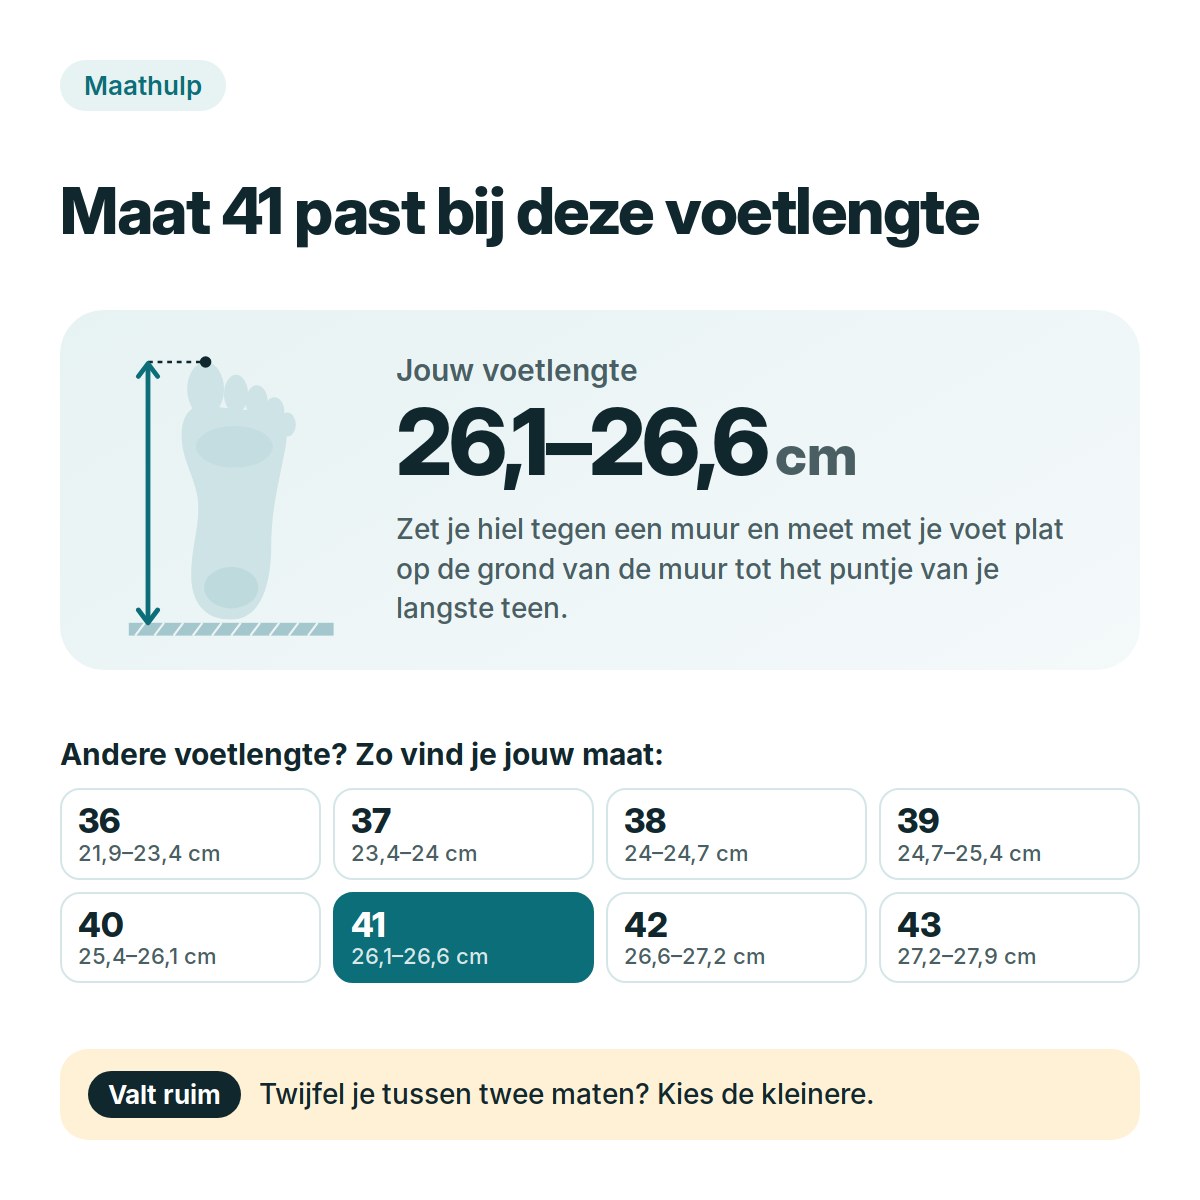 Maathulp
Maat 41 past bij deze voetlengte
Jouw voetlengte
26,1–26,6 cm
Zet je hiel tegen een muur en meet met je voet plat
op de grond van de muur tot het puntje van je
langste teen.
Andere voetlengte? Zo vind je jouw maat:
36
21,9–23,4 cm
37
23,4–24 cm
38
24–24,7 cm
39
24,7–25,4 cm
40
25,4–26,1 cm
41
26,1–26,6 cm
42
26,6–27,2 cm
43
27,2–27,9 cm
Valt ruim Twijfel je tussen twee maten? Kies de kleinere.